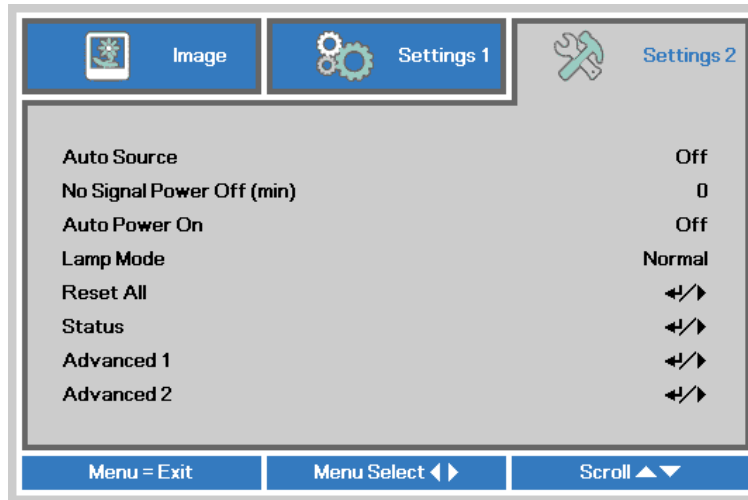 Image
Settings 1
Settings 2
Auto Source Off
No Signal Power Off (min) 0
Auto Power On Off
Lamp Mode Normal
Reset All ↲/▶
Status ↲/▶
Advanced 1 ↲/▶
Advanced 2 ↲/▶
Menu = Exit
Menu Select ◀ ▶
Scroll ▲▼